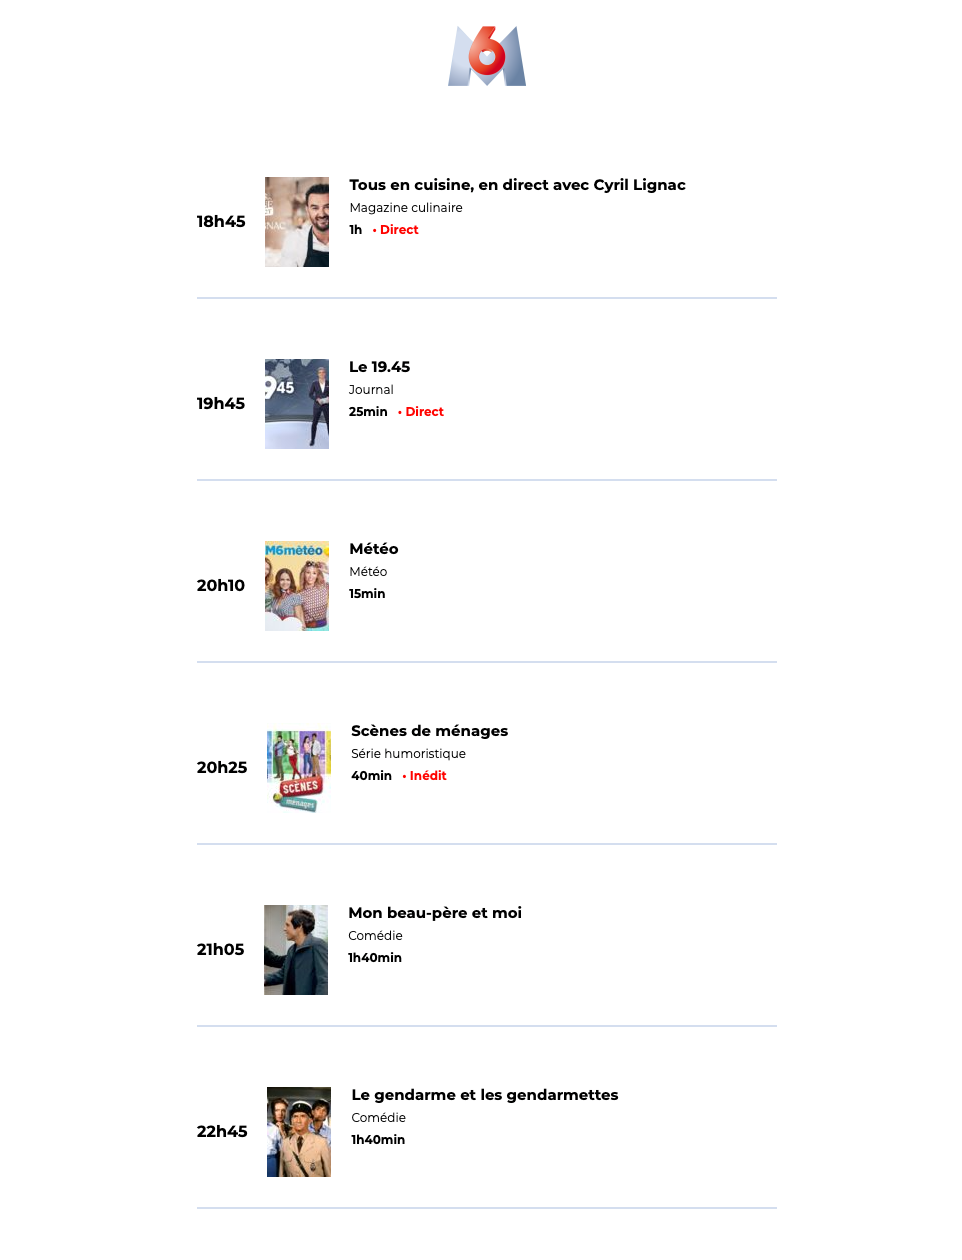 M6
Tous en cuisine, en direct avec Cyril Lignac
Magazine culinaire
18h45
1h • Direct
Le 19.45
Journal
19h45
25min • Direct
45
Météo
M6météo
Météo
20h10
15min
Scènes de ménages
Série humoristique
20h25
40min • Inédit
SCÈNES
ménages
Mon beau-père et moi
Comédie
21h05
1h40min
Le gendarme et les gendarmettes
Comédie
22h45
1h40min